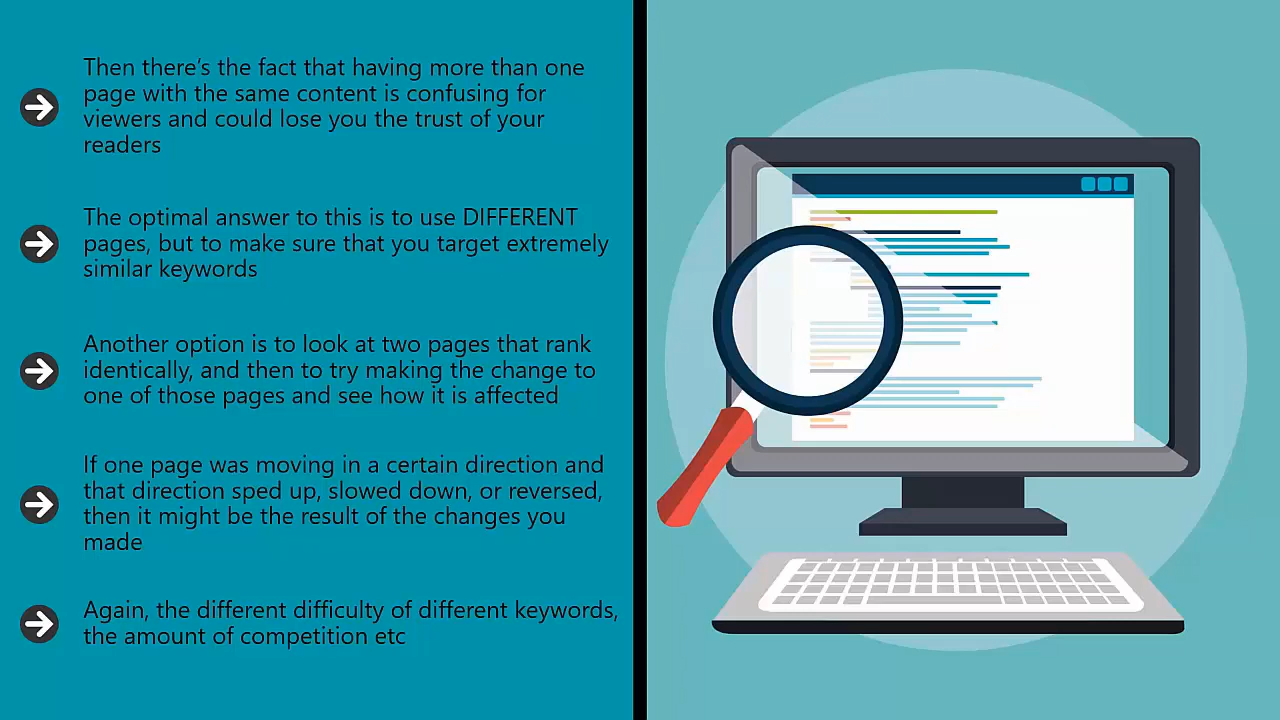 Then there's the fact that having more than one
page with the same content is confusing for
viewers and could lose you the trust of your
readers
The optimal answer to this is to use DIFFERENT
pages, but to make sure that you target extremely
similar keywords
Another option is to look at two pages that rank
identically, and then to try making the change to
one of those pages and see how it is affected
If one page was moving in a certain direction and
that direction sped up, slowed down, or reversed,
then it might be the result of the changes you
made
Again, the different difficulty of different keywords,
the amount of competition etc